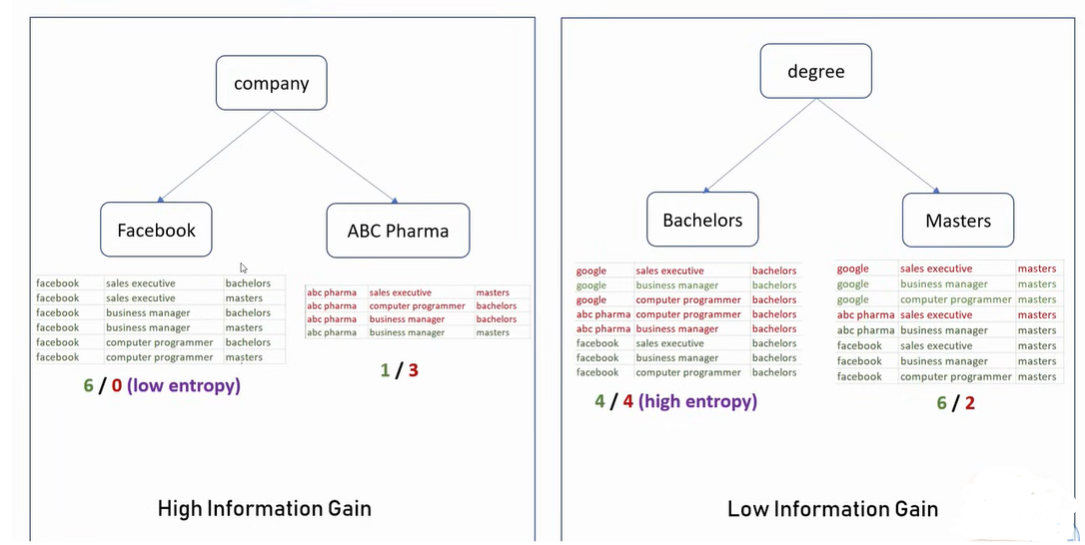 company
Facebook
ABC Pharma
facebook sales executive bachelors
facebook sales executive masters
facebook business manager bachelors
facebook business manager masters
facebook computer programmer bachelors
facebook computer programmer masters
6 / 0 (low entropy)
abc pharma sales executive masters
abc pharma computer programmer bachelors
abc pharma business manager bachelors
abc pharma business manager masters
1 / 3
High Information Gain
degree
Bachelors
Masters
google sales executive bachelors
google business manager bachelors
google computer programmer bachelors
abc pharma computer programmer bachelors
abc pharma business manager bachelors
facebook sales executive bachelors
facebook business manager bachelors
facebook computer programmer bachelors
4 / 4 (high entropy)
google sales executive masters
google business manager masters
google computer programmer masters
abc pharma sales executive masters
abc pharma business manager masters
facebook sales executive masters
facebook business manager masters
facebook computer programmer masters
6 / 2
Low Information Gain